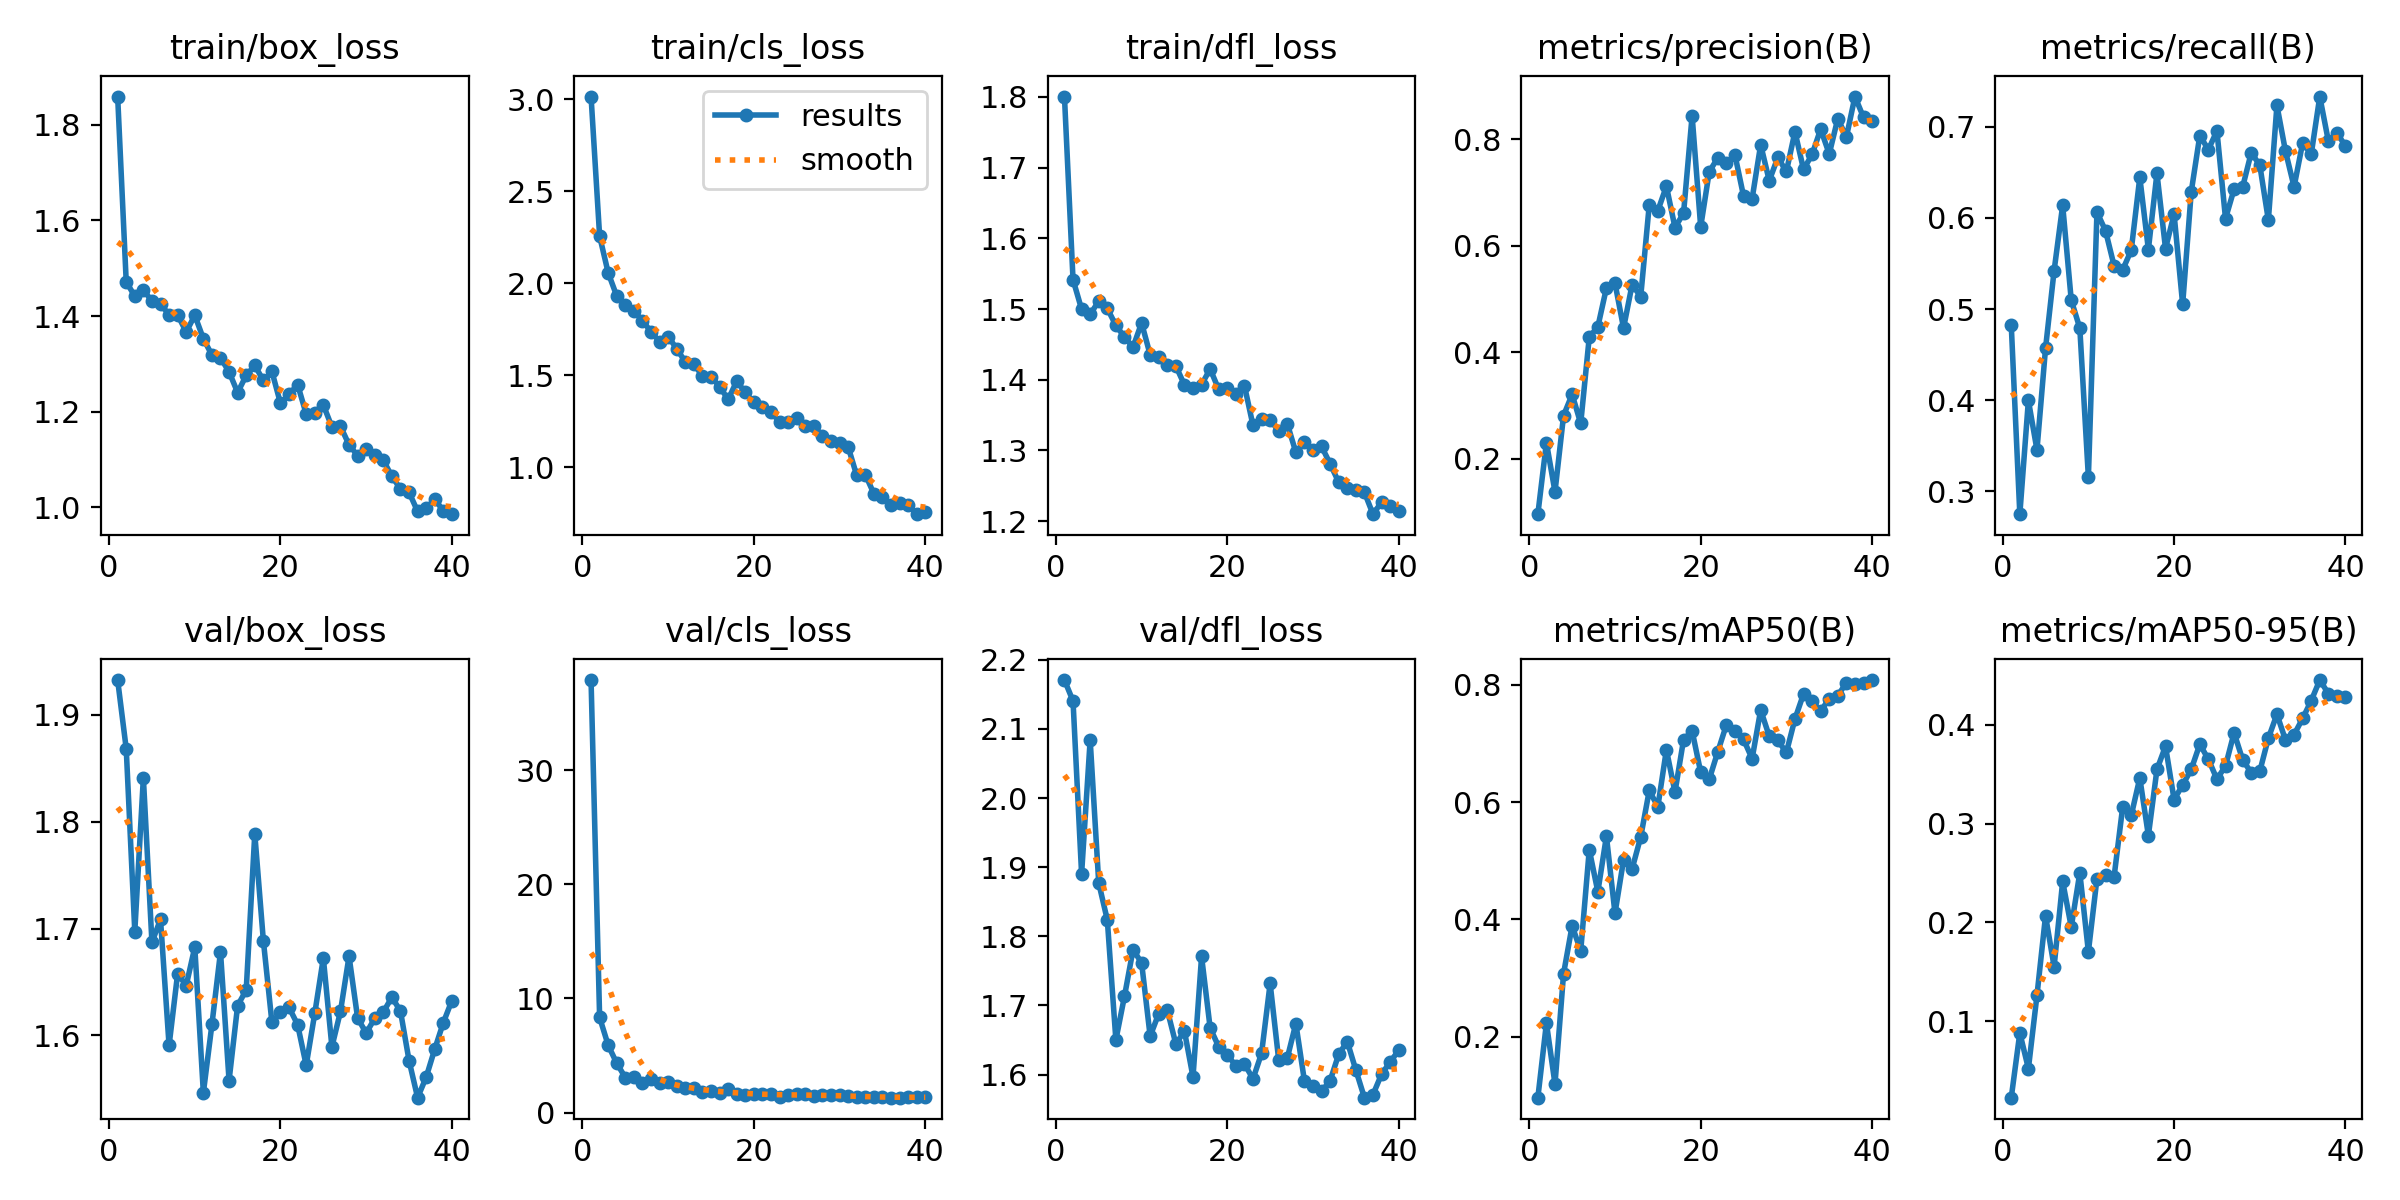 train/box_loss
train/cls_loss
train/dfl_loss
metrics/precision(B)
metrics/recall(B)
1.8
1.6
1.4
1.2
1.0
0 20 40
3.0
2.5
2.0
1.5
1.0
results
smooth
0 20 40
1.8
1.7
1.6
1.5
1.4
1.3
1.2
0 20 40
0.8
0.6
0.4
0.2
0 20 40
0.7
0.6
0.5
0.4
0.3
0 20 40
val/box_loss
val/cls_loss
val/dfl_loss
metrics/mAP50(B)
metrics/mAP50-95(B)
1.9
1.8
1.7
1.6
0 20 40
30
20
10
0
0 20 40
2.2
2.1
2.0
1.9
1.8
1.7
1.6
0 20 40
0.8
0.6
0.4
0.2
0 20 40
0.4
0.3
0.2
0.1
0 20 40